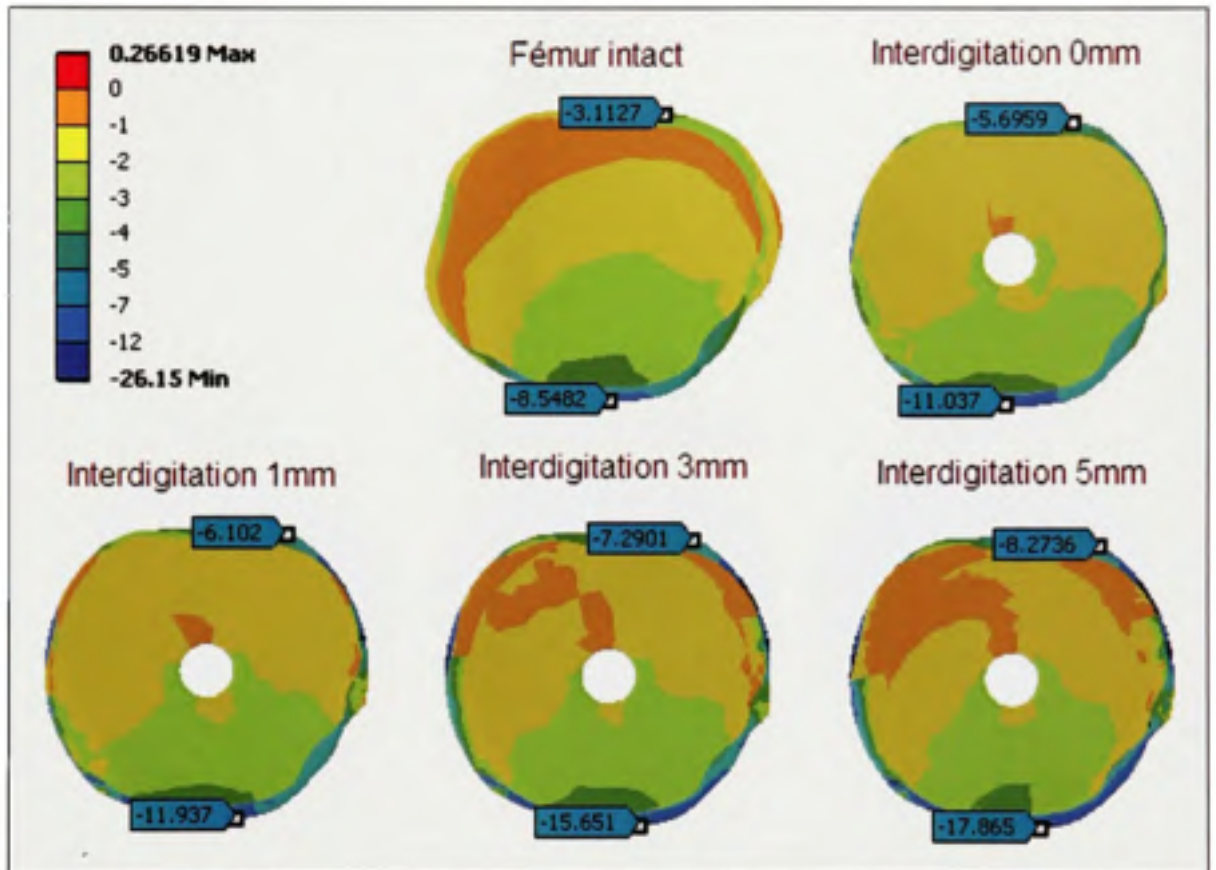 0.26619 Max
0
-1
-2
-3
-4
-5
-7
-12
-26.15 Min
Fémur intact
-3.1127
-8.5482
Interdigitation 0mm
-5.6959
-11.037
Interdigitation 1mm
-6.102
-11.937
Interdigitation 3mm
-7.2901
-15.651
Interdigitation 5mm
-8.2736
-17.865